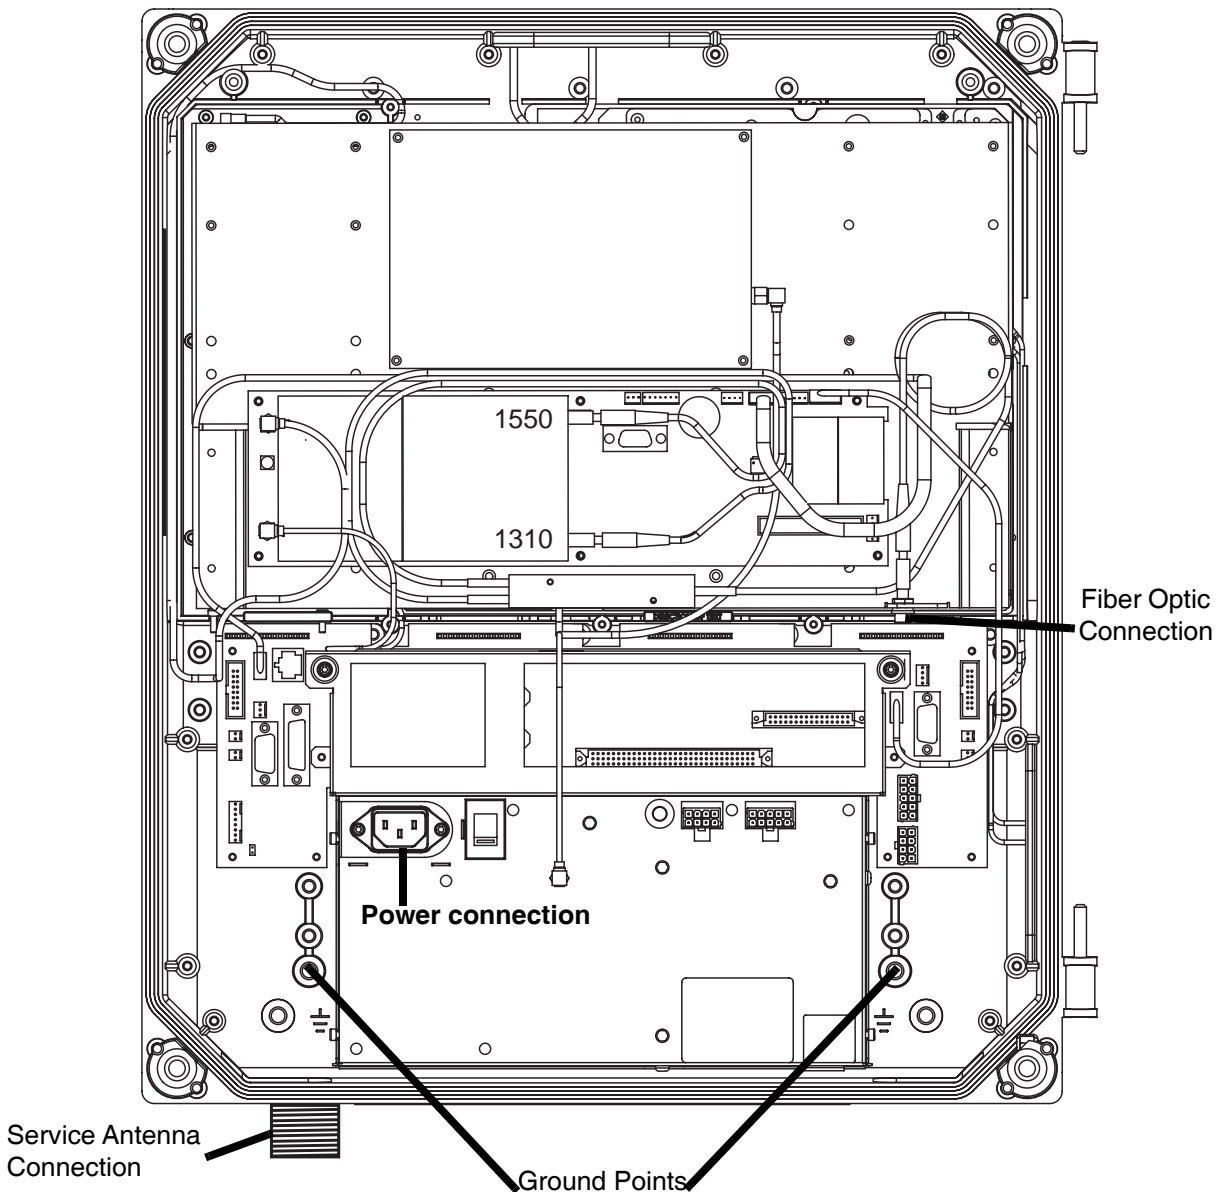 1550
1310
Fiber Optic
Connection
Power connection
Service Antenna
Connection
Ground Points